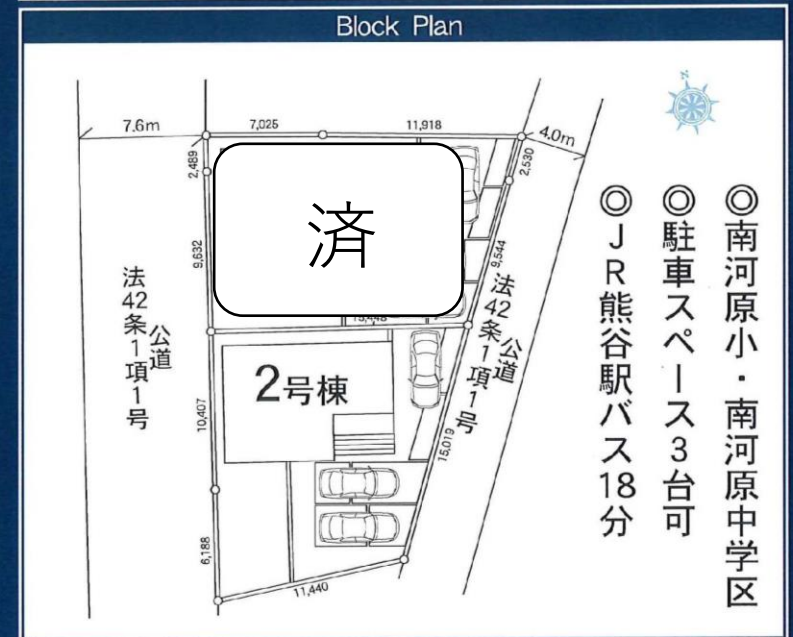 Block Plan
N
7.6m
7,025
11,918
4.0m
2,489
2,530
済
9,632
9,544
法42条1項1号
公道
法42条1項1号
公道
2号棟
10,407
15,019
6,188
11,440
◎南河原小・南河原中学区
◎駐車スペース3台可
◎JR熊谷駅バス18分